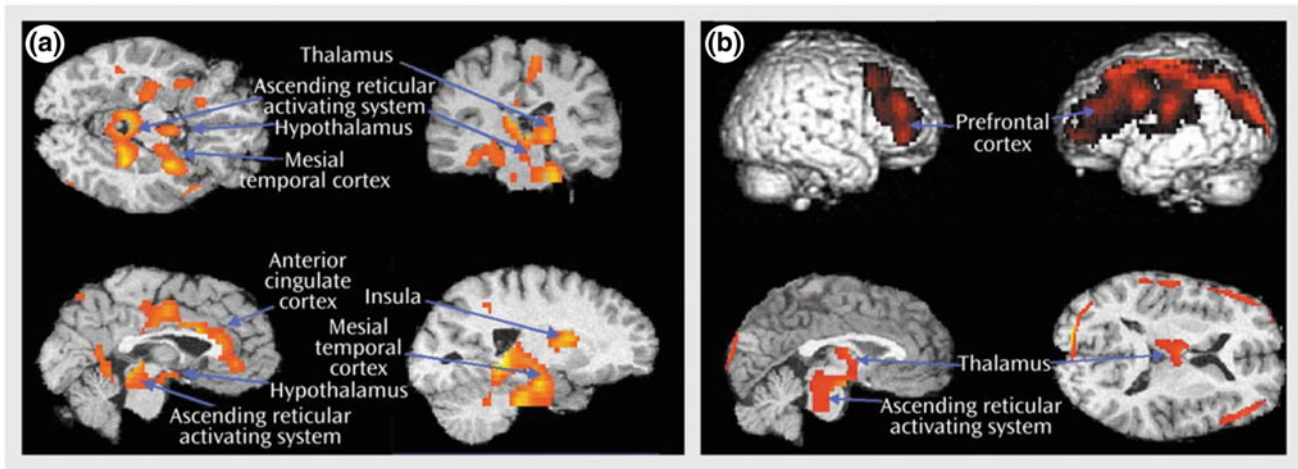 (a)
Thalamus
Ascending reticular
activating system
Hypothalamus
Mesial
temporal cortex
Anterior
cingulate
cortex
Insula
Mesial
temporal
cortex
Hypothalamus
Ascending reticular
activating system
(b)
Prefrontal
cortex
Thalamus
Ascending reticular
activating system